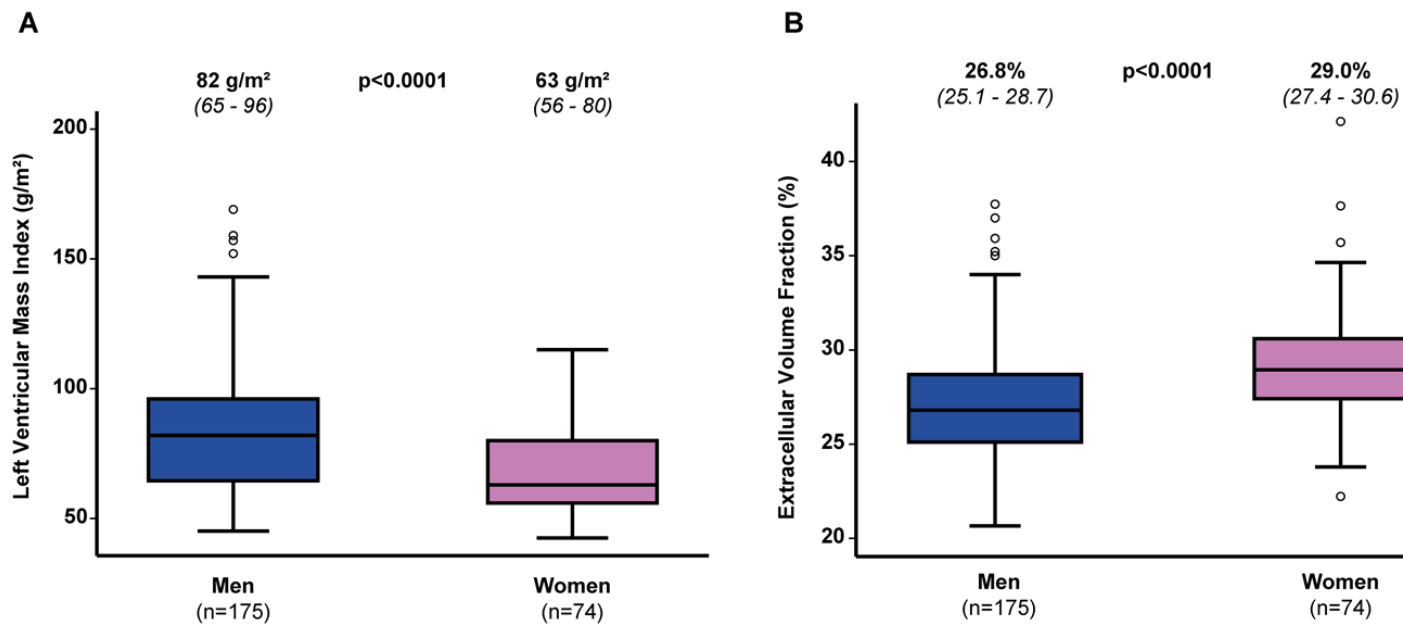 A
82 g/m² p<0.0001 63 g/m²
(65 - 96) (56 - 80)
Left Ventricular Mass Index (g/m²)
200
150
100
50
Men Women
(n=175) (n=74)
B
26.8% p<0.0001 29.0%
(25.1 - 28.7) (27.4 - 30.6)
Extracellular Volume Fraction (%)
40
35
30
25
20
Men Women
(n=175) (n=74)